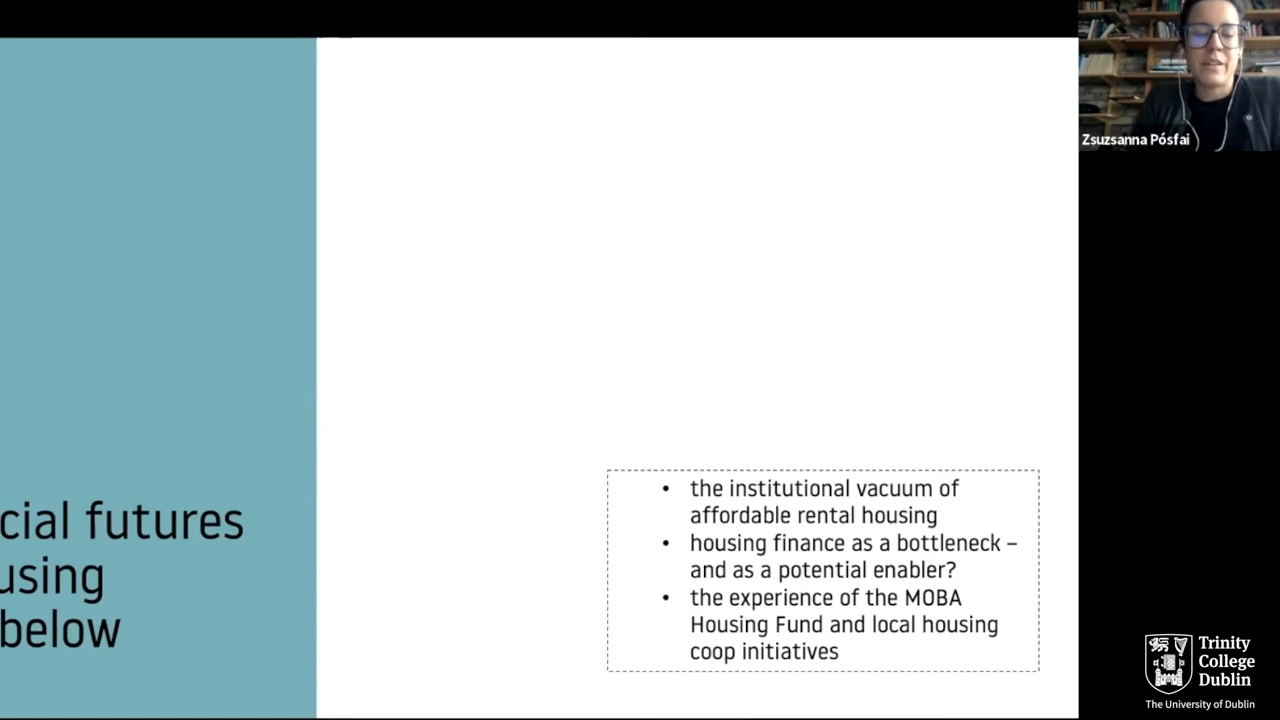 Zsuzsanna Pósfai
cial futures
using
below
• the institutional vacuum of
affordable rental housing
• housing finance as a bottleneck –
and as a potential enabler?
• the experience of the MOBA
Housing Fund and local housing
coop initiatives
Trinity
College
Dublin
The University of Dublin